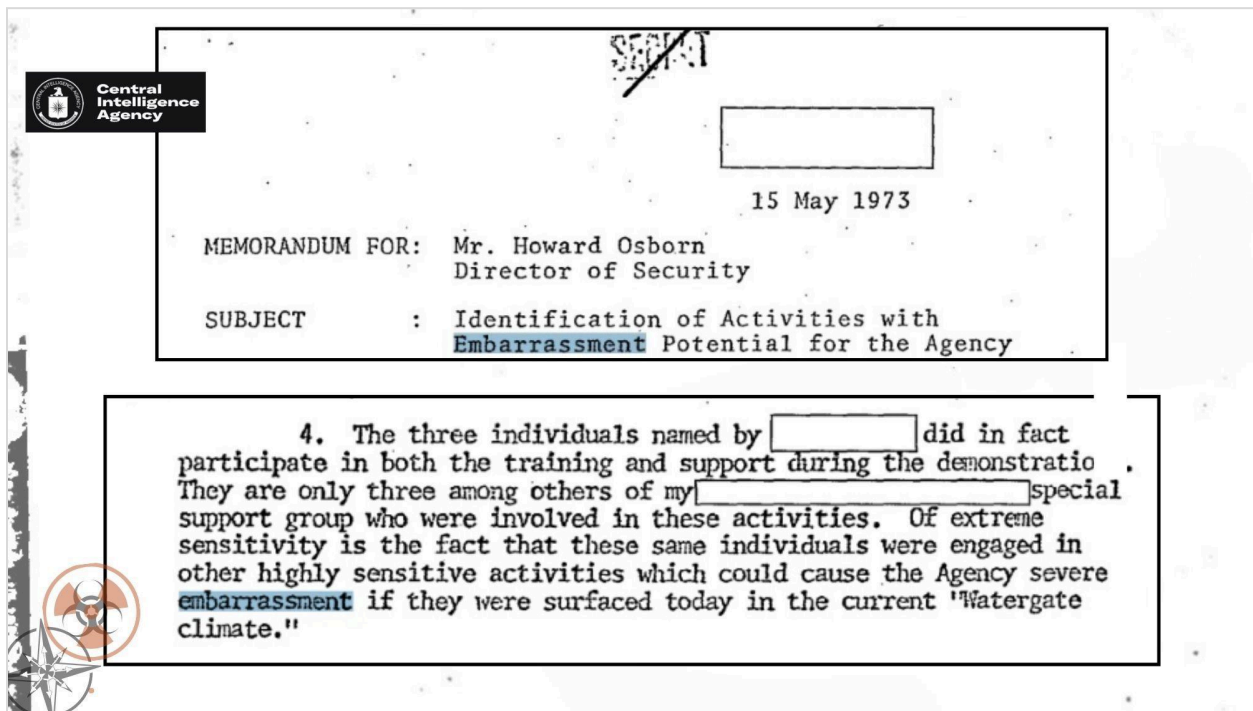 SECRET
Central
Intelligence
Agency
15 May 1973
MEMORANDUM FOR: Mr. Howard Osborn
Director of Security
SUBJECT : Identification of Activities with
Embarrassment Potential for the Agency
4. The three individuals named by did in fact
participate in both the training and support during the demonstratio .
They are only three among others of my special
support group who were involved in these activities. Of extreme
sensitivity is the fact that these same individuals were engaged in
other highly sensitive activities which could cause the Agency severe
embarrassment if they were surfaced today in the current "Watergate
climate."